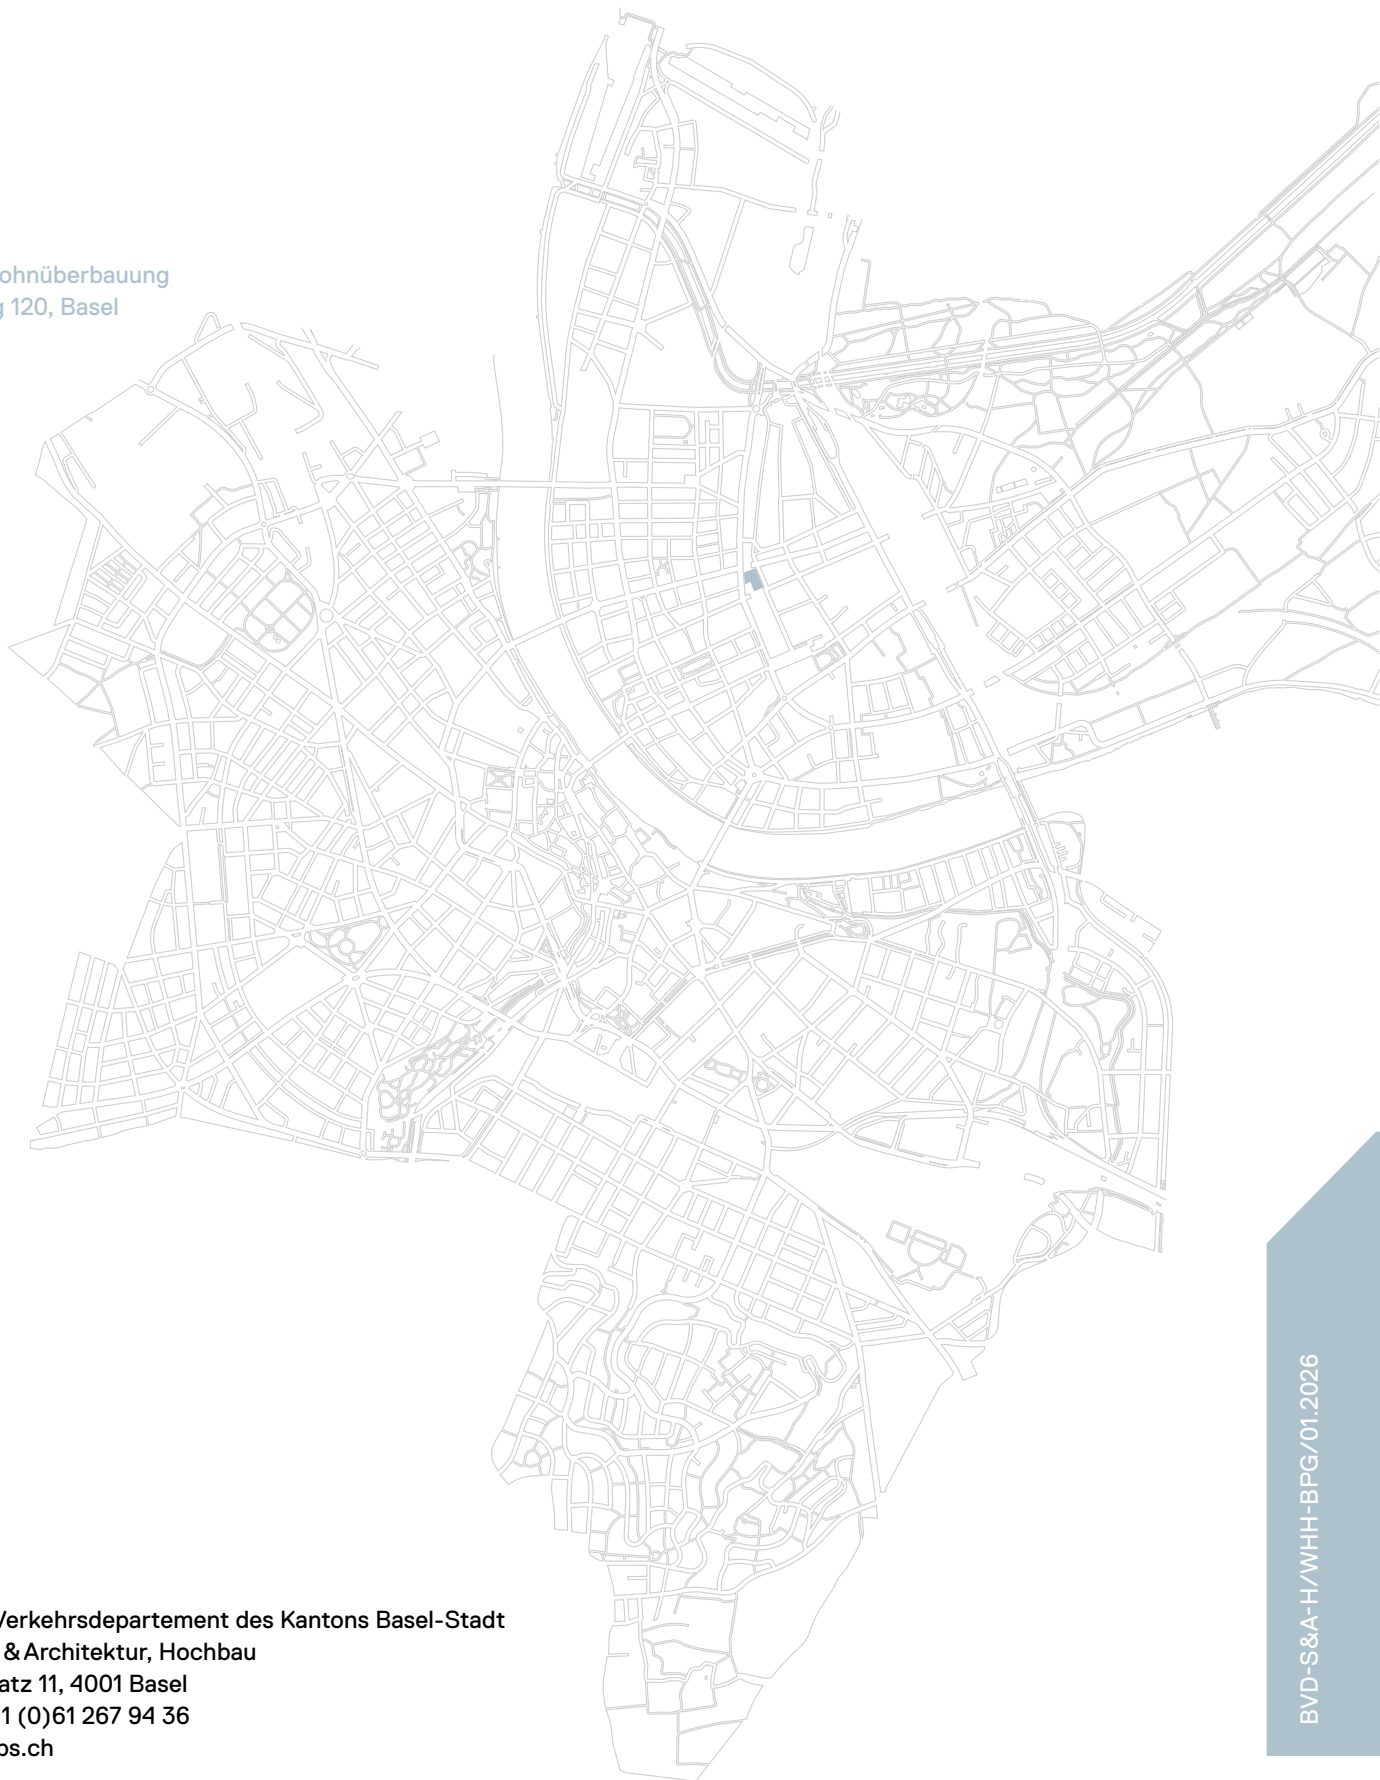 ohnüberbauung
g 120, Basel
Verkehrsdepartement des Kantons Basel-Stadt
& Architektur, Hochbau
atz 11, 4001 Basel
1 (0)61 267 94 36
bs.ch
BVD-S&A-H/WHH-BPG/01.2026